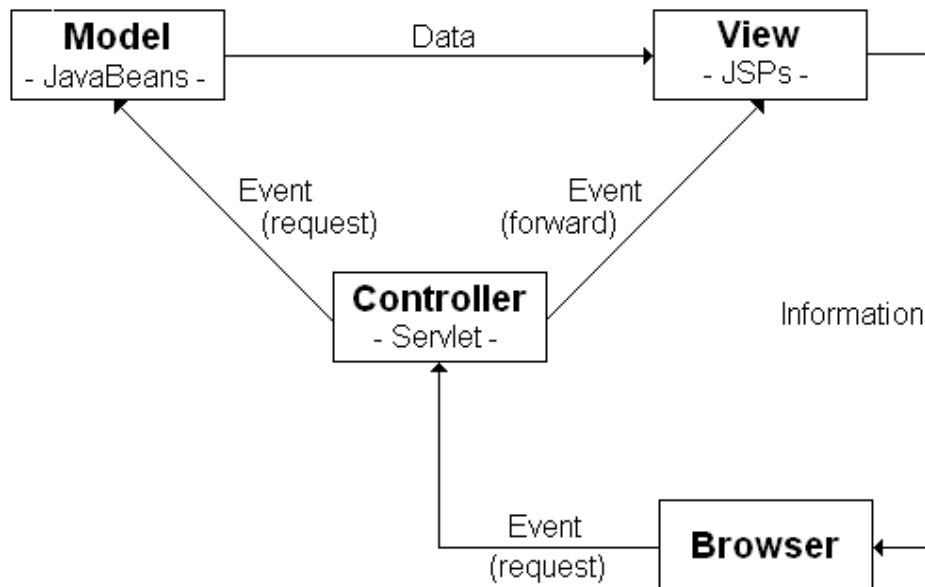 Model
- JavaBeans -
Data
View
- JSPs -
Event
(request)
Event
(forward)
Controller
- Servlet -
Information
Event
(request)
Browser